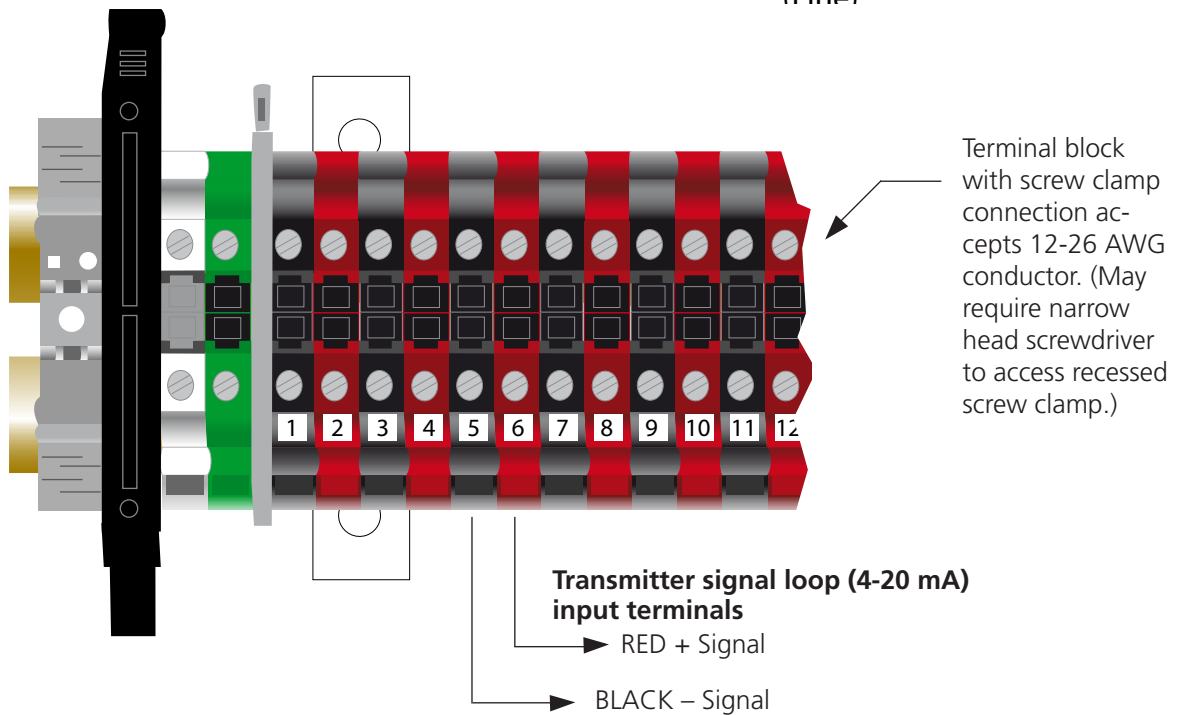 (Line)
Terminal block
with screw clamp
connection ac-
cepts 12-26 AWG
conductor. (May
require narrow
head screwdriver
to access recessed
screw clamp.)
1 2 3 4 5 6 7 8 9 10 11 12
Transmitter signal loop (4-20 mA)
input terminals
RED + Signal
BLACK – Signal